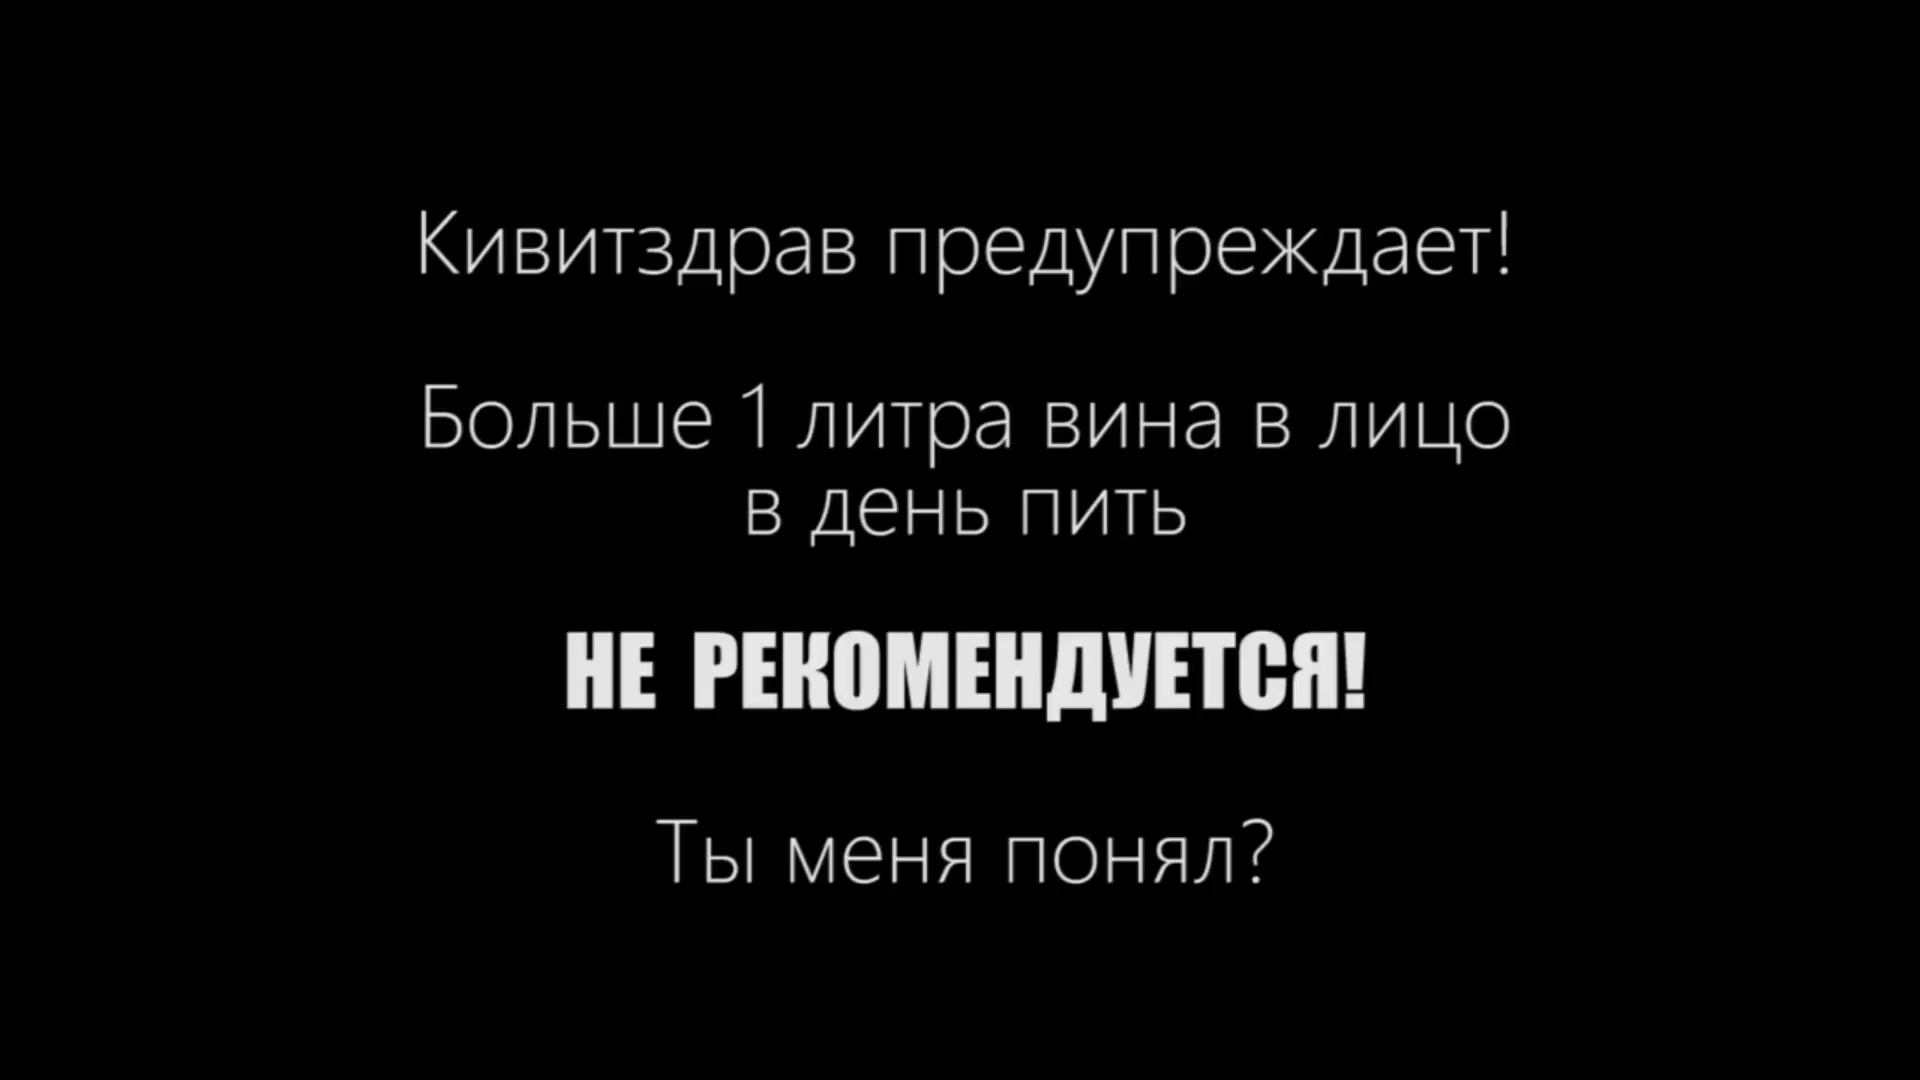 Кивитздрав предупреждает!
Больше 1 литра вина в лицо
в день пить
НЕ РЕКОМЕНДУЕТСЯ!
Ты меня понял?